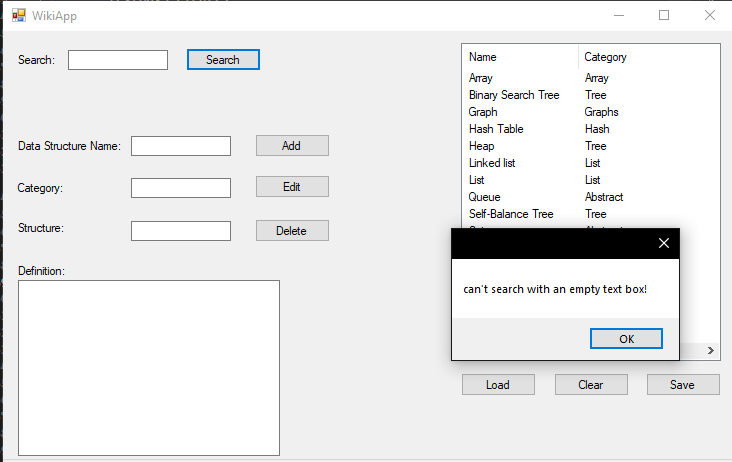 WikiApp
Search:
Search
Name Category
Array Array
Binary Search Tree Tree
Graph Graphs
Hash Table Hash
Heap Tree
Linked list List
List List
Queue Abstract
Self-Balance Tree Tree
Data Structure Name:
Add
Category:
Edit
Structure:
Delete
Definition:
can't search with an empty text box!
OK
Load
Clear
Save